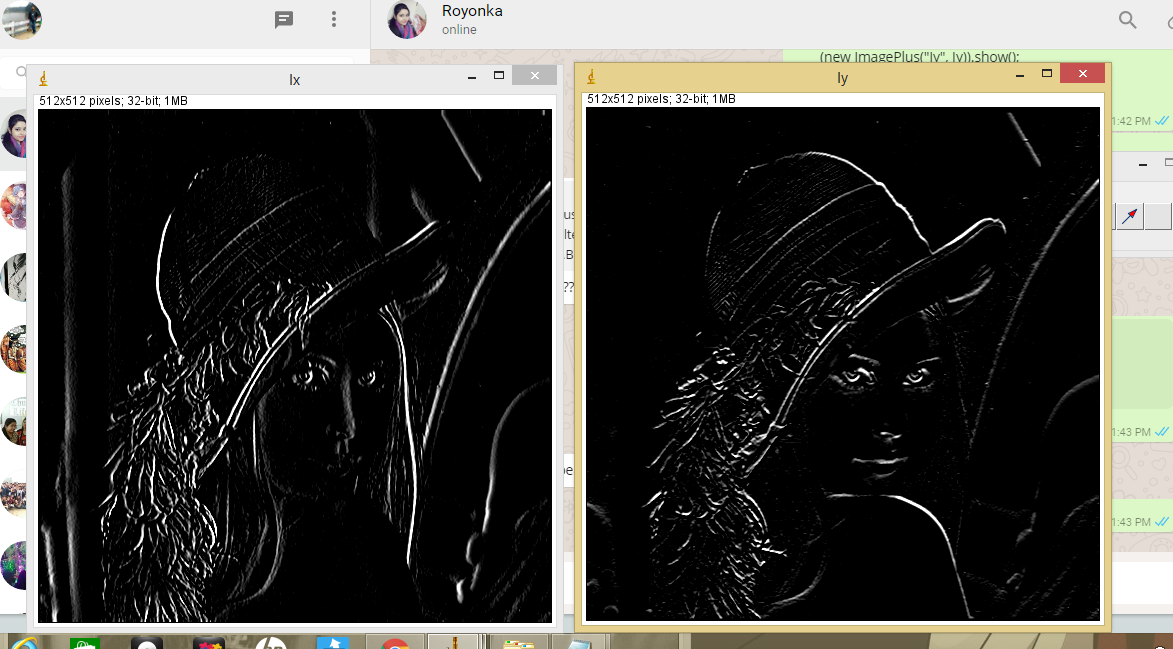 Royonka
online
(new ImagePlus("Iy", Iy)).show();
Ix
Iy
512x512 pixels; 32-bit; 1MB
512x512 pixels; 32-bit; 1MB
1:42 PM
??
1:43 PM
1:43 PM